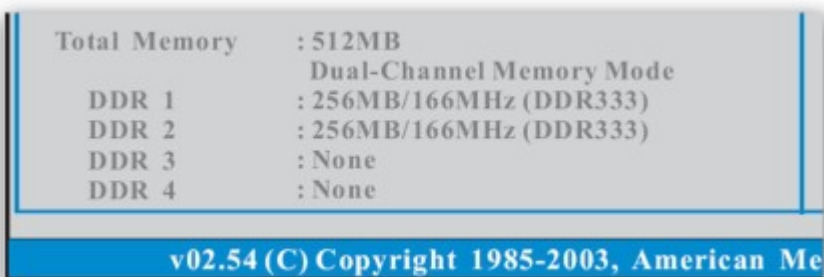 Total Memory : 512MB
Dual-Channel Memory Mode
DDR 1 : 256MB/166MHz (DDR333)
DDR 2 : 256MB/166MHz (DDR333)
DDR 3 : None
DDR 4 : None
v02.54 (C) Copyright 1985-2003, American Me